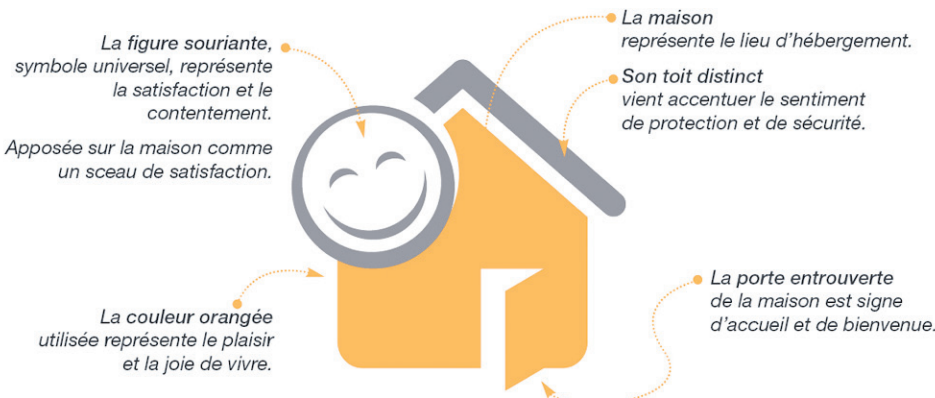 La figure souriante,
symbole universel, représente
la satisfaction et le
contentement.
Apposée sur la maison comme
un sceau de satisfaction.
La maison
représente le lieu d'hébergement.
Son toit distinct
vient accentuer le sentiment
de protection et de sécurité.
La couleur orangée
utilisée représente le plaisir
et la joie de vivre.
La porte entrouverte
de la maison est signe
d'accueil et de bienvenue.